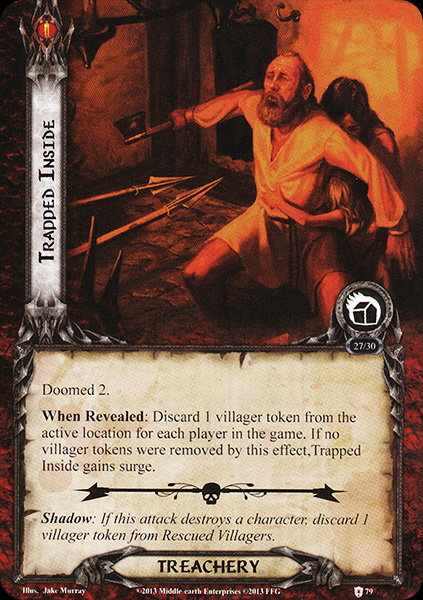 Trapped Inside
27/30
Doomed 2.
When Revealed: Discard 1 villager token from the
active location for each player in the game. If no
villager tokens were removed by this effect,Trapped
Inside gains surge.
Shadow: If this attack destroys a character, discard 1
villager token from Rescued Villagers.
TREACHERY
Illus. Jake Murray
©2013 Middle-earth Enterprises ©2013 FFG
79